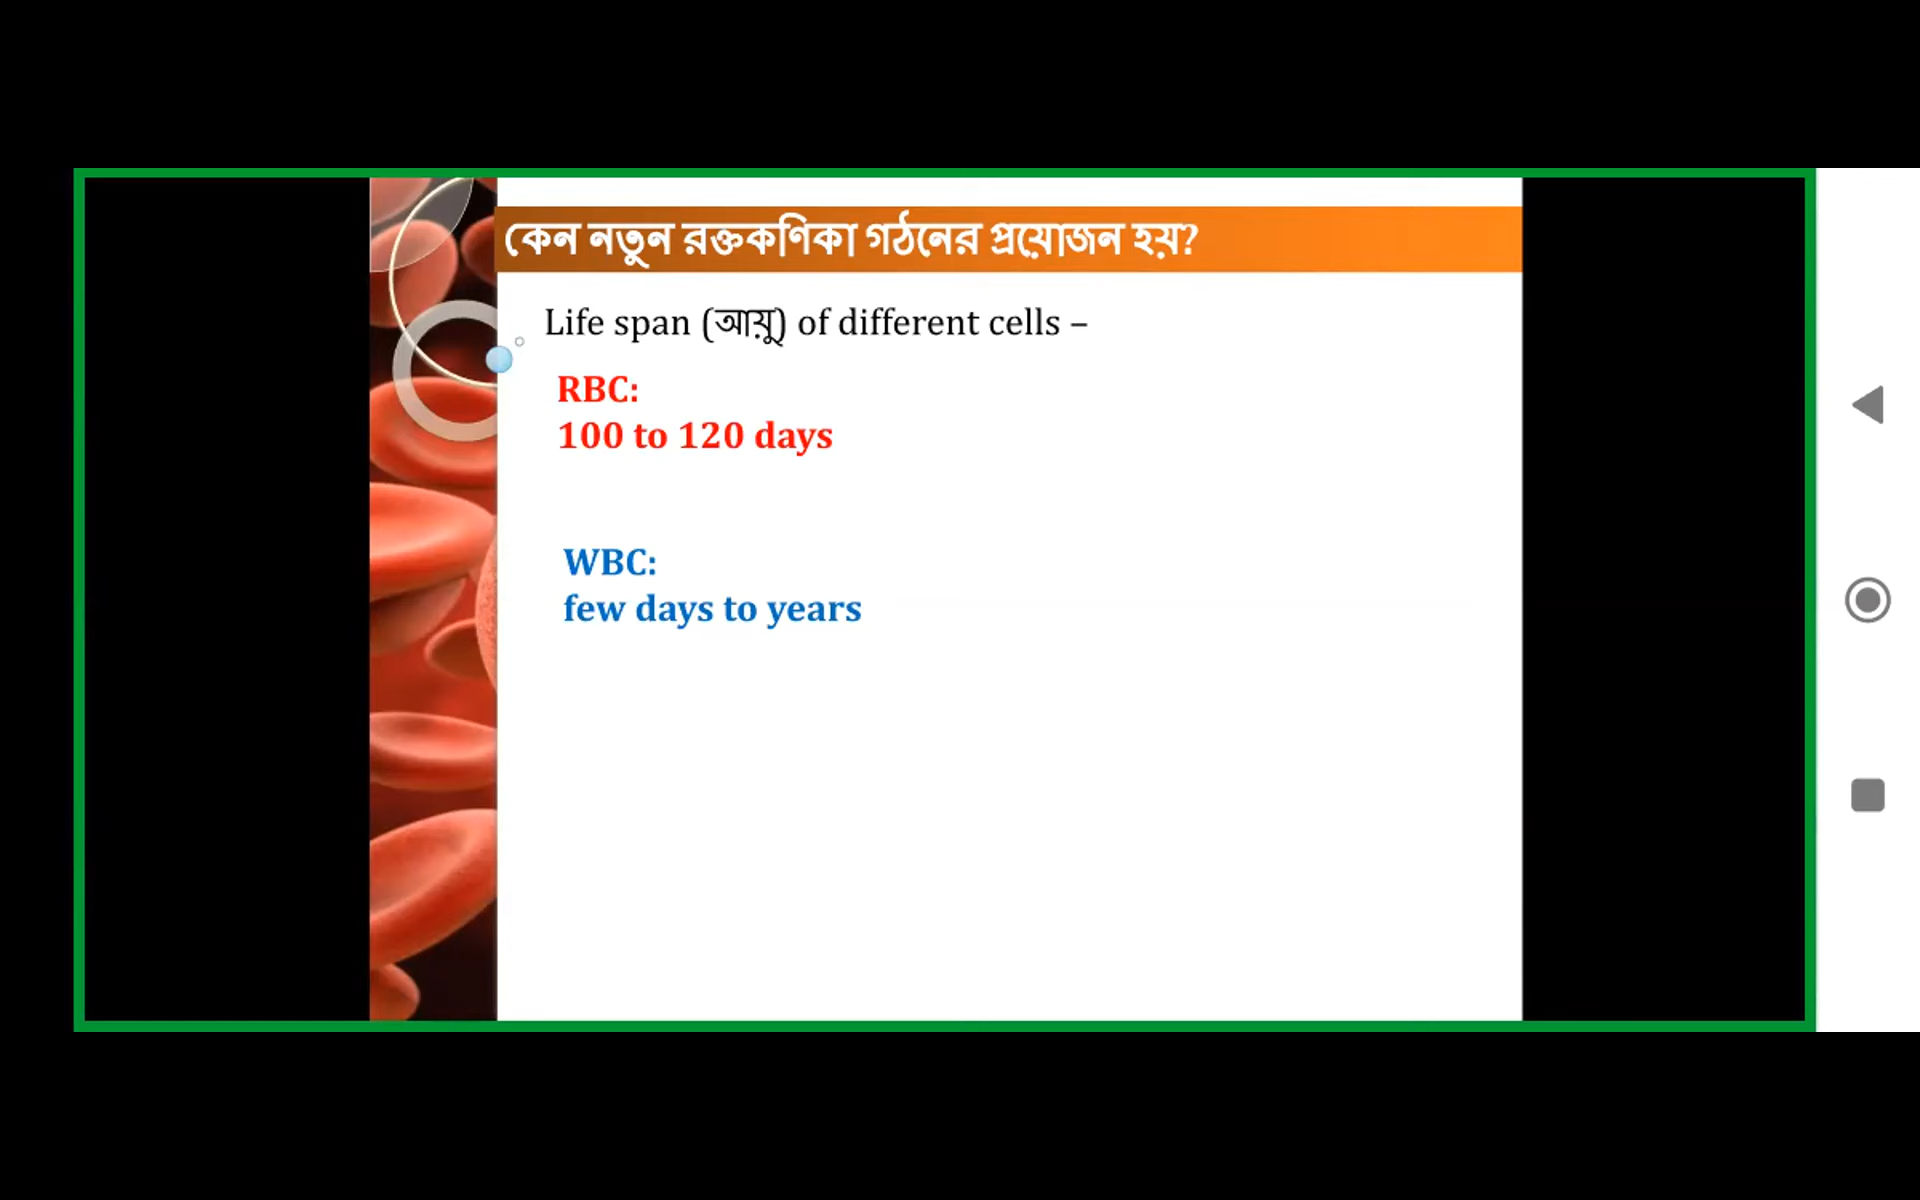 কেন নতুন রক্তকণিকা গঠনের প্রয়োজন হয়?
Life span (আয়ু) of different cells –
RBC:
100 to 120 days
WBC:
few days to years